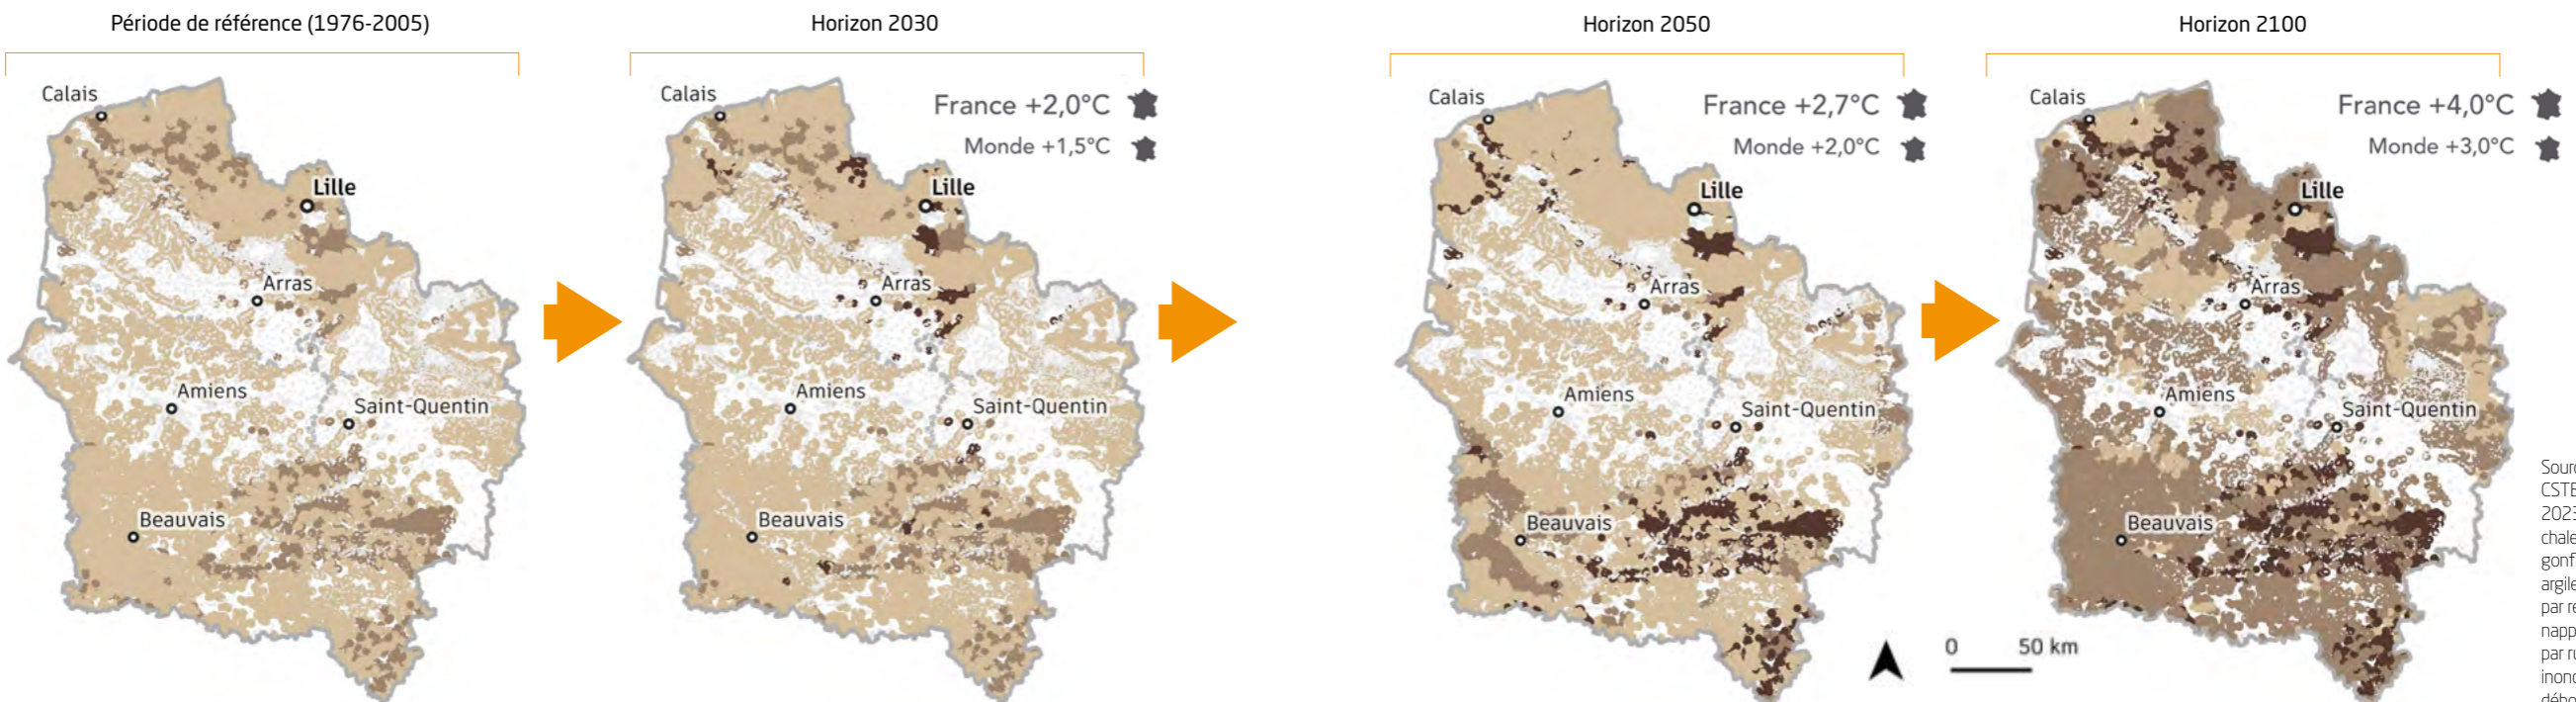 Période de référence (1976-2005)
Calais
Lille
Arras
Amiens
Saint-Quentin
Beauvais
Horizon 2030
France +2,0°C
Monde +1,5°C
Calais
Lille
Arras
Amiens
Saint-Quentin
Beauvais
Horizon 2050
France +2,7°C
Monde +2,0°C
Calais
Lille
Arras
Amiens
Saint-Quentin
Beauvais
0 50 km
Horizon 2100
France +4,0°C
Monde +3,0°C
Calais
Lille
Arras
Amiens
Saint-Quentin
Beauvais
2023
par
par